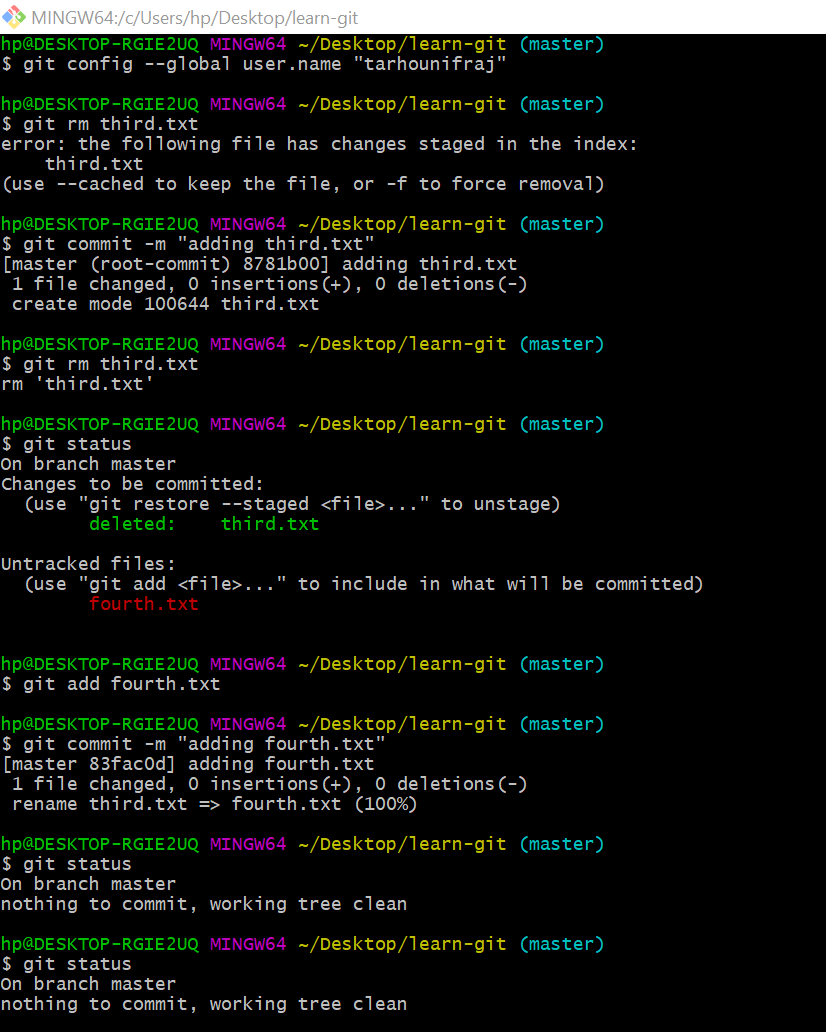 MINGW64:/c/Users/hp/Desktop/learn-git
hp@DESKTOP-RGIE2UQ MINGW64 ~/Desktop/learn-git (master)
$ git config --global user.name "tarhounifraj"
hp@DESKTOP-RGIE2UQ MINGW64 ~/Desktop/learn-git (master)
$ git rm third.txt
error: the following file has changes staged in the index:
    third.txt
(use --cached to keep the file, or -f to force removal)
hp@DESKTOP-RGIE2UQ MINGW64 ~/Desktop/learn-git (master)
$ git commit -m "adding third.txt"
[master (root-commit) 8781b00] adding third.txt
 1 file changed, 0 insertions(+), 0 deletions(-)
 create mode 100644 third.txt
hp@DESKTOP-RGIE2UQ MINGW64 ~/Desktop/learn-git (master)
$ git rm third.txt
rm 'third.txt'
hp@DESKTOP-RGIE2UQ MINGW64 ~/Desktop/learn-git (master)
$ git status
On branch master
Changes to be committed:
  (use "git restore --staged <file>..." to unstage)
        deleted:    third.txt
Untracked files:
  (use "git add <file>..." to include in what will be committed)
        fourth.txt
hp@DESKTOP-RGIE2UQ MINGW64 ~/Desktop/learn-git (master)
$ git add fourth.txt
hp@DESKTOP-RGIE2UQ MINGW64 ~/Desktop/learn-git (master)
$ git commit -m "adding fourth.txt"
[master 83fac0d] adding fourth.txt
 1 file changed, 0 insertions(+), 0 deletions(-)
 rename third.txt => fourth.txt (100%)
hp@DESKTOP-RGIE2UQ MINGW64 ~/Desktop/learn-git (master)
$ git status
On branch master
nothing to commit, working tree clean
hp@DESKTOP-RGIE2UQ MINGW64 ~/Desktop/learn-git (master)
$ git status
On branch master
nothing to commit, working tree clean